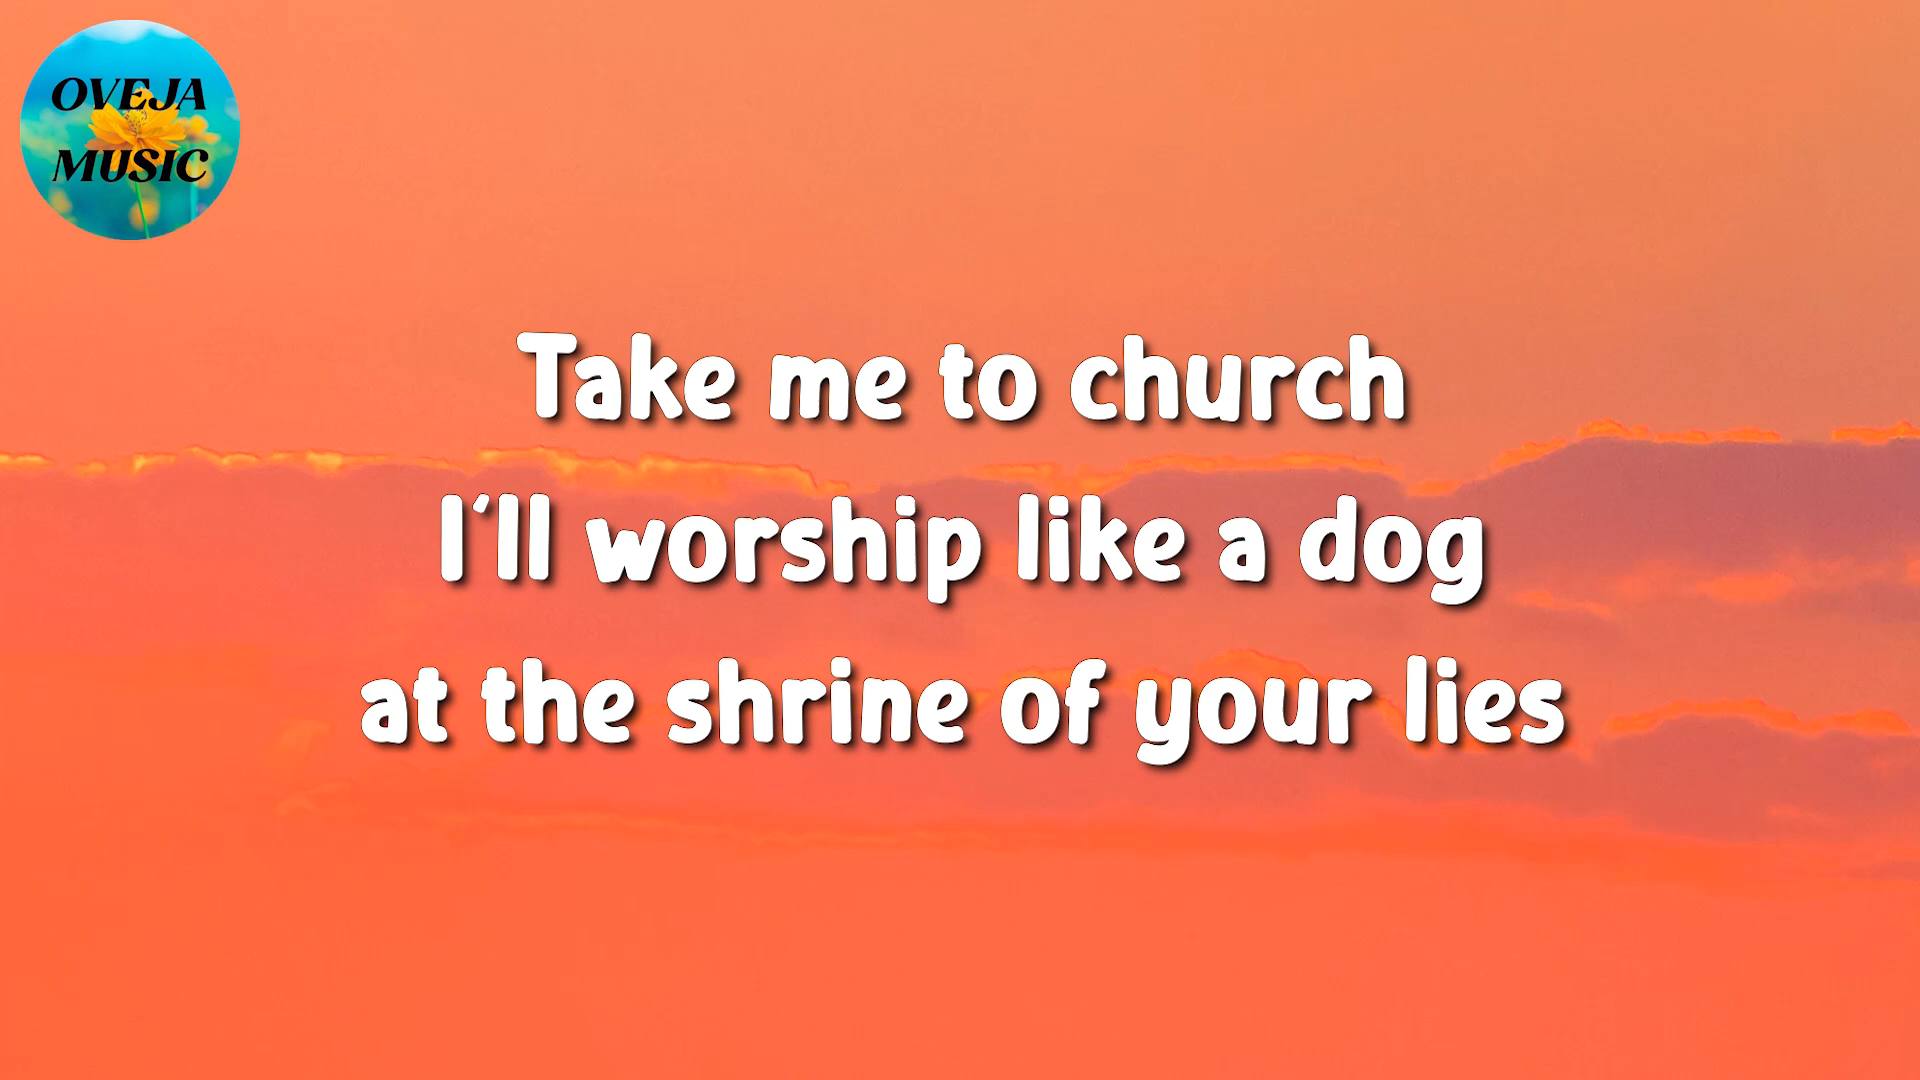 OVEJA
MUSIC
Take me to church
I'll worship like a dog
at the shrine of your lies